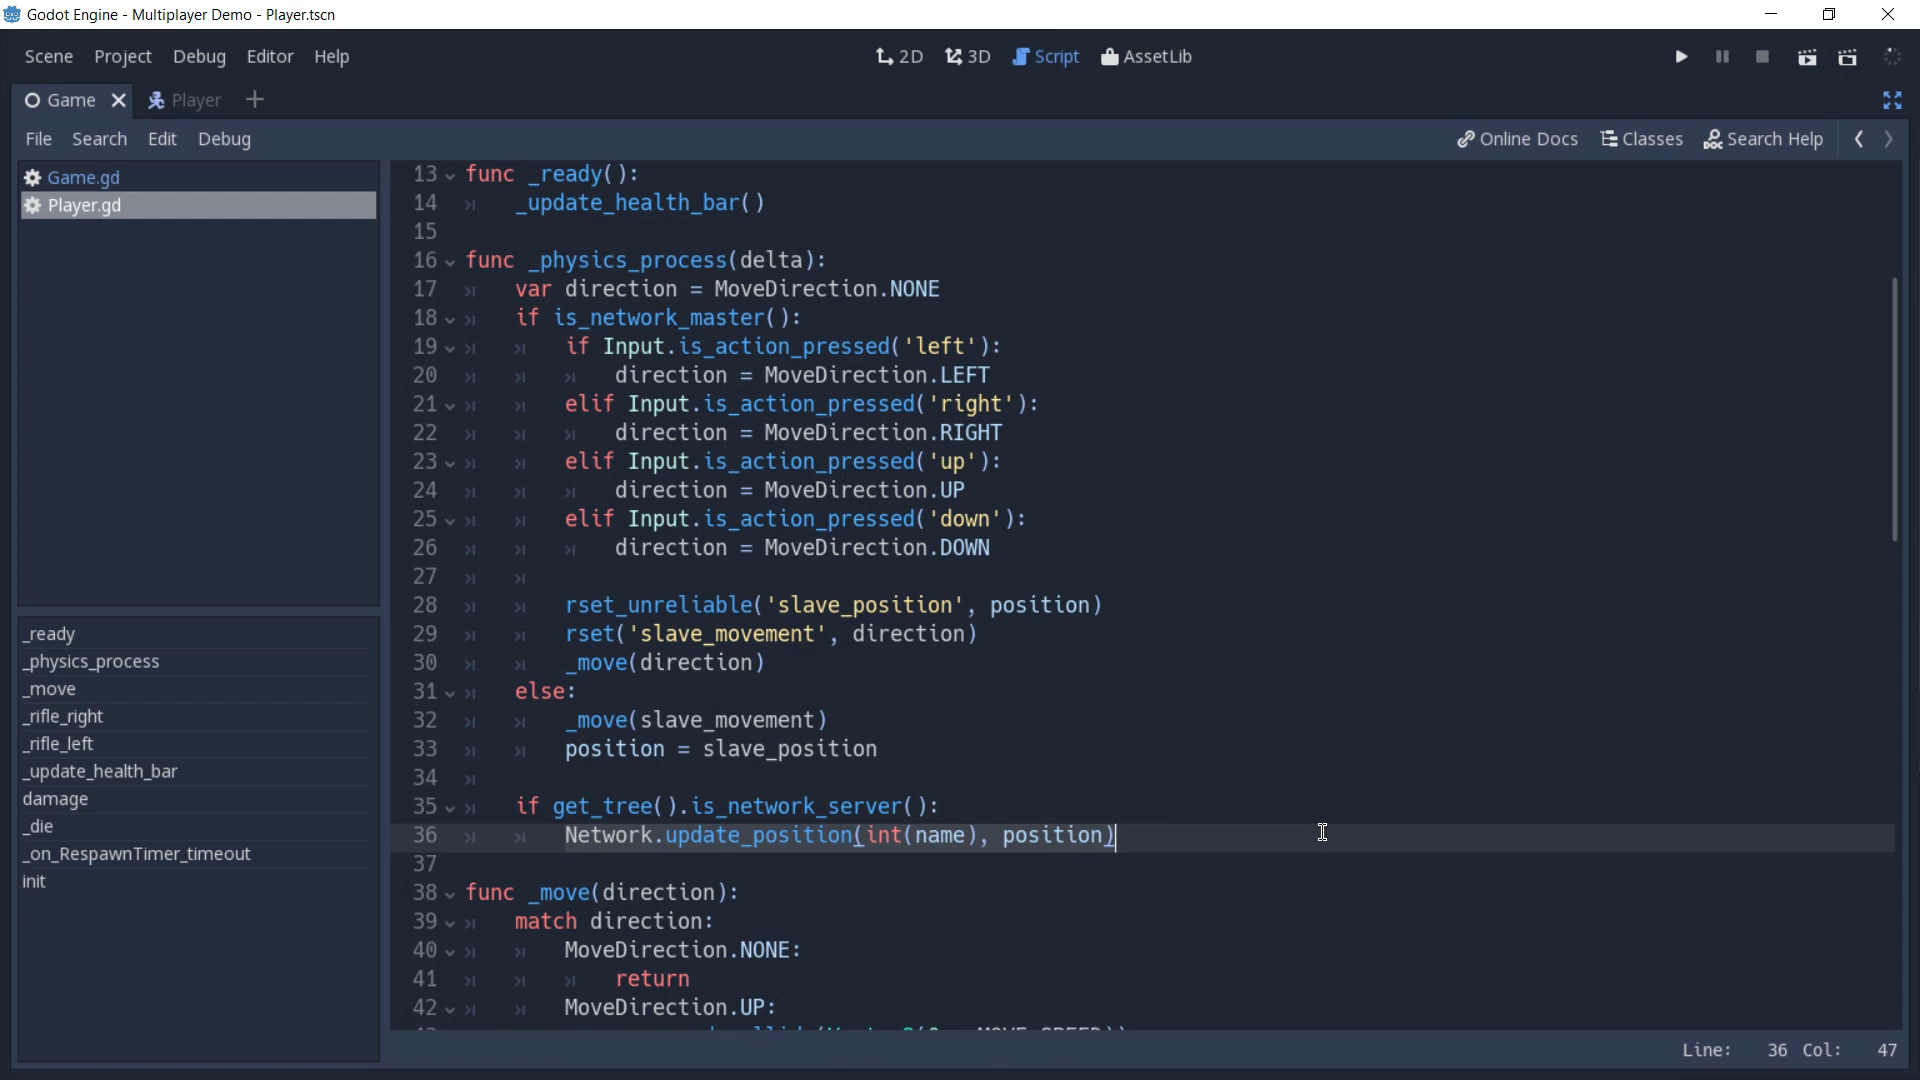 Godot Engine - Multiplayer Demo - Player.tscn
Scene Project Debug Editor Help
2D 3D Script AssetLib
Game Player
File Search Edit Debug
Online Docs Classes Search Help
Game.gd
Player.gd
_ready
_physics_process
_move
_rifle_right
_rifle_left
_update_health_bar
damage
_die
_on_RespawnTimer_timeout
init
13 func _ready():
14 _update_health_bar()
15
16 func _physics_process(delta):
17 var direction = MoveDirection.NONE
18 if is_network_master():
19 if Input.is_action_pressed('left'):
20 direction = MoveDirection.LEFT
21 elif Input.is_action_pressed('right'):
22 direction = MoveDirection.RIGHT
23 elif Input.is_action_pressed('up'):
24 direction = MoveDirection.UP
25 elif Input.is_action_pressed('down'):
26 direction = MoveDirection.DOWN
27
28 rset_unreliable('slave_position', position)
29 rset('slave_movement', direction)
30 _move(direction)
31 else:
32 _move(slave_movement)
33 position = slave_position
34
35 if get_tree().is_network_server():
36 Network.update_position(int(name), position)
37
38 func _move(direction):
39 match direction:
40 MoveDirection.NONE:
41 return
42 MoveDirection.UP:
Line: 36 Col: 47